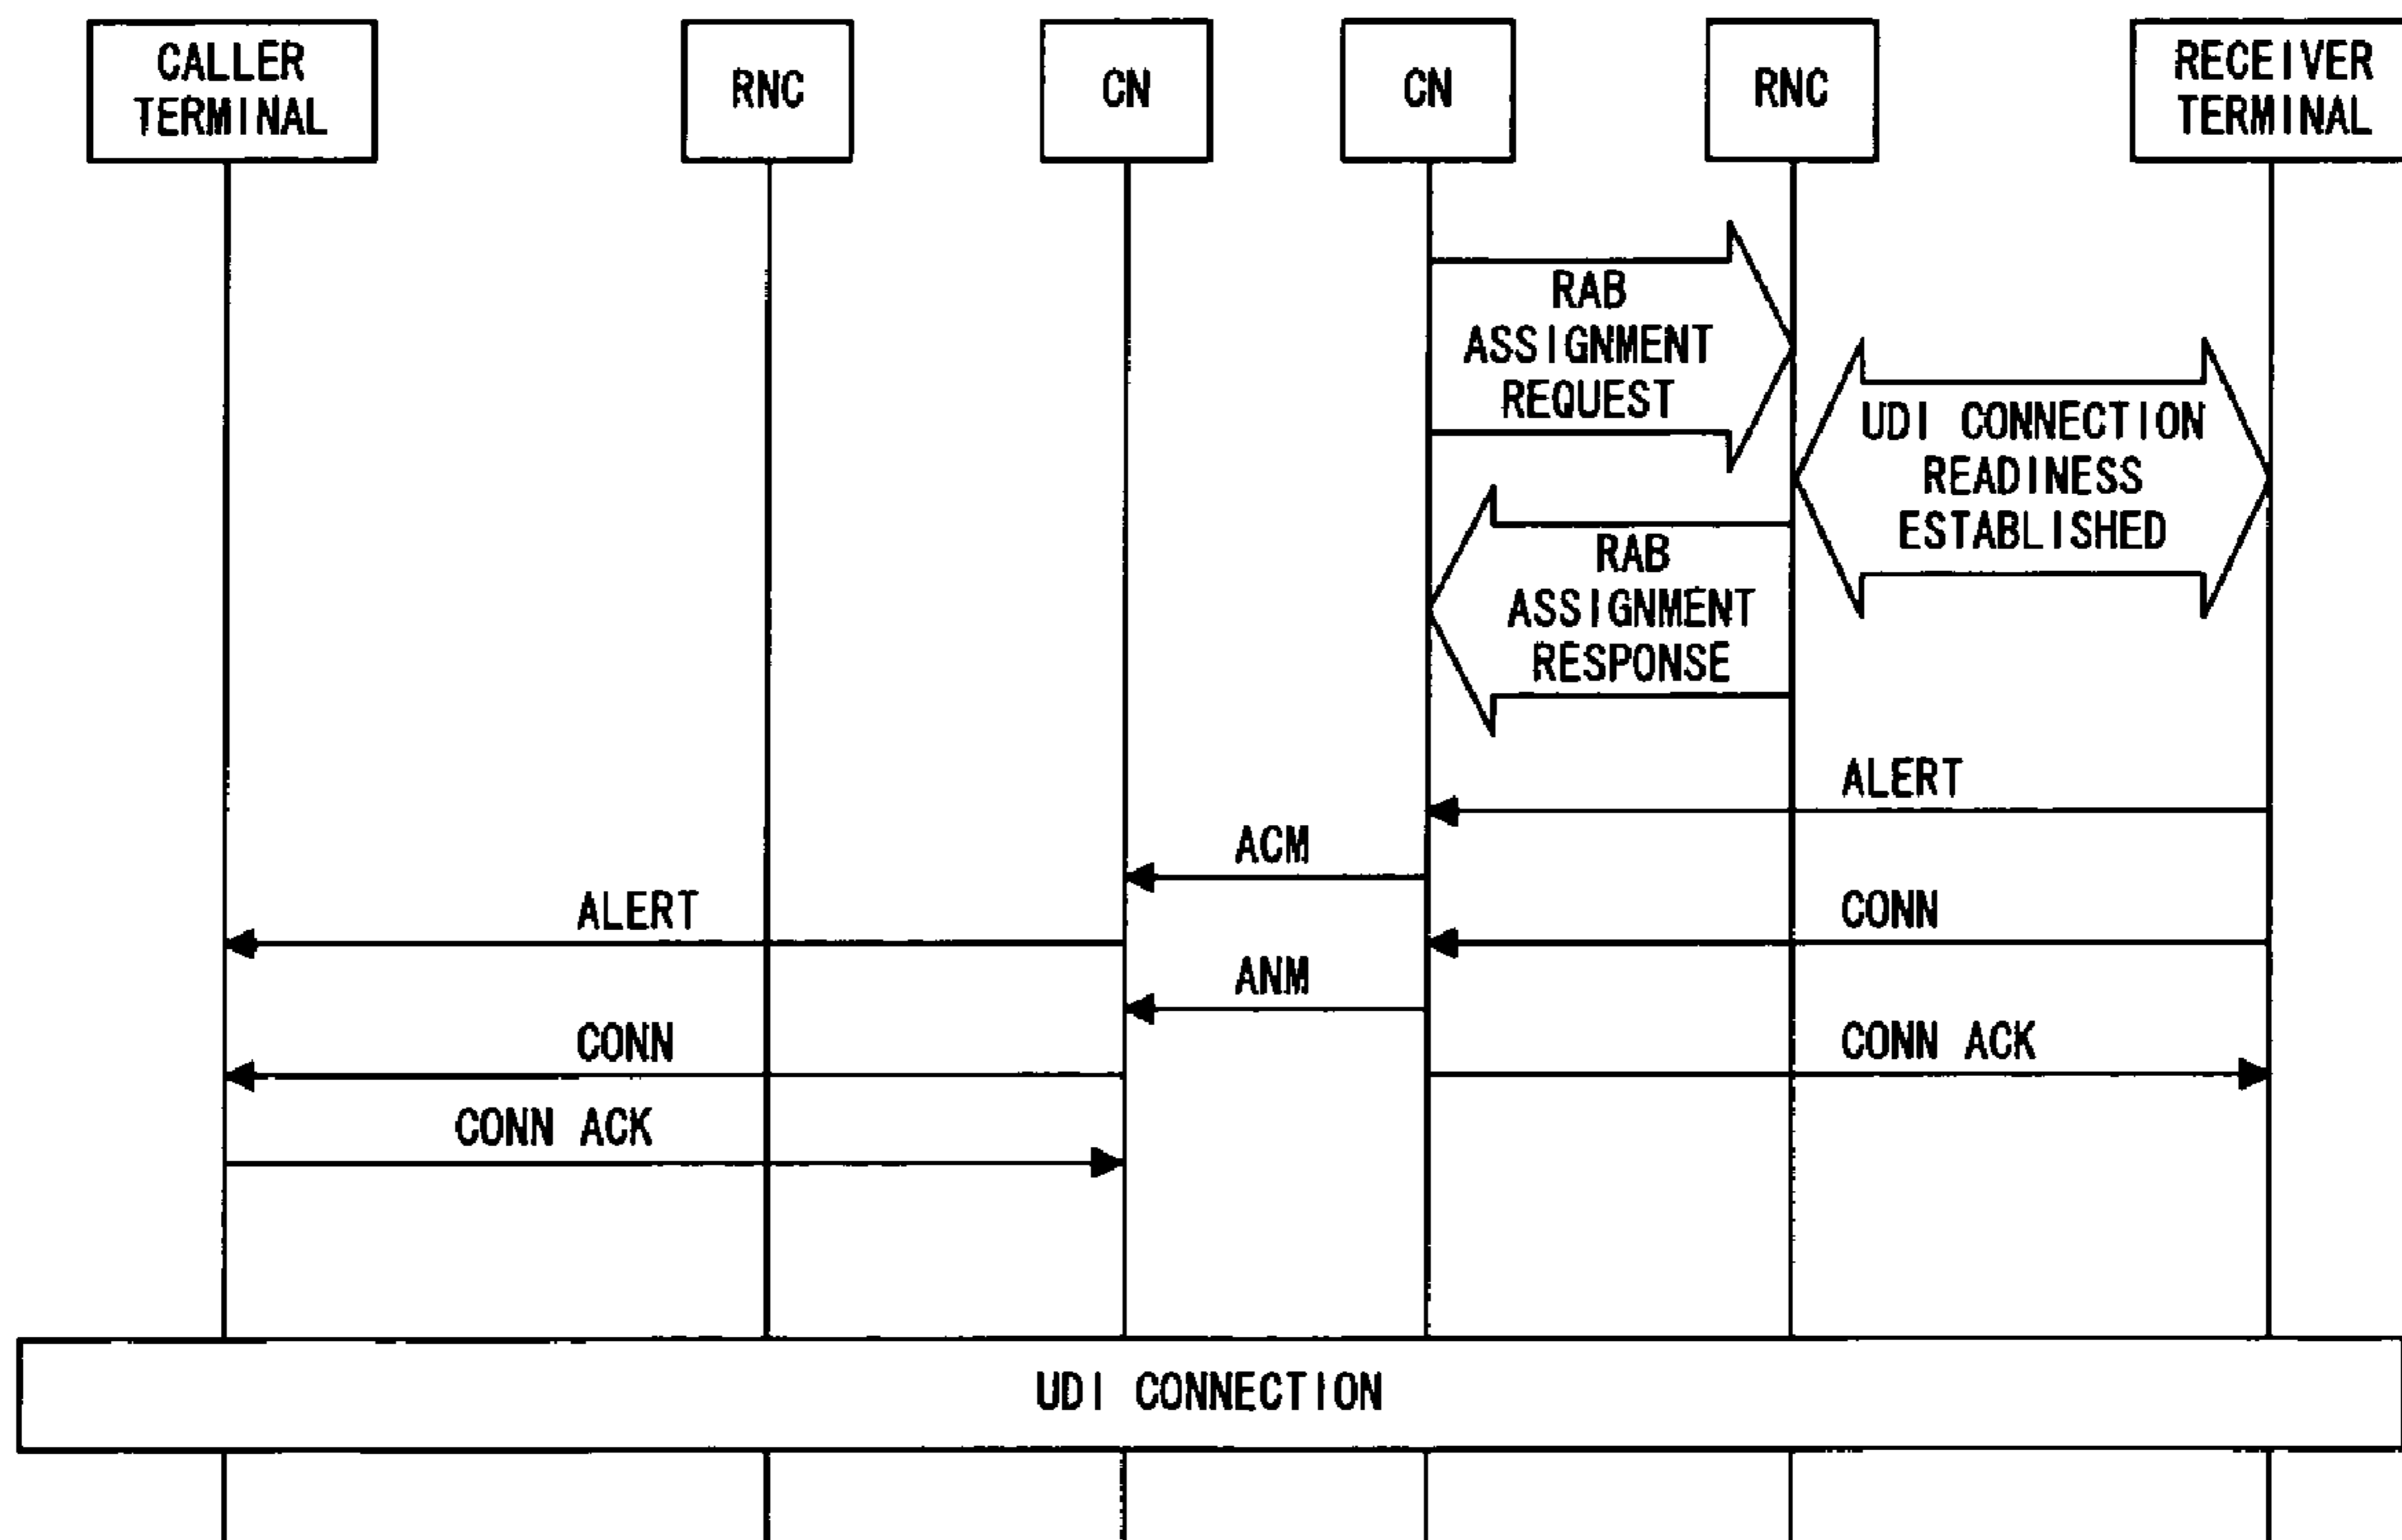 CALLER
TERMINAL
RNC
CN
CN
RNC
RECEIVER
TERMINAL
RAB
ASSIGNMENT
REQUEST
UDI CONNECTION
READINESS
ESTABLISHED
RAB
ASSIGNMENT
RESPONSE
ALERT
ACM
ALERT
CONN
ANM
CONN
CONN ACK
CONN ACK
UDI CONNECTION